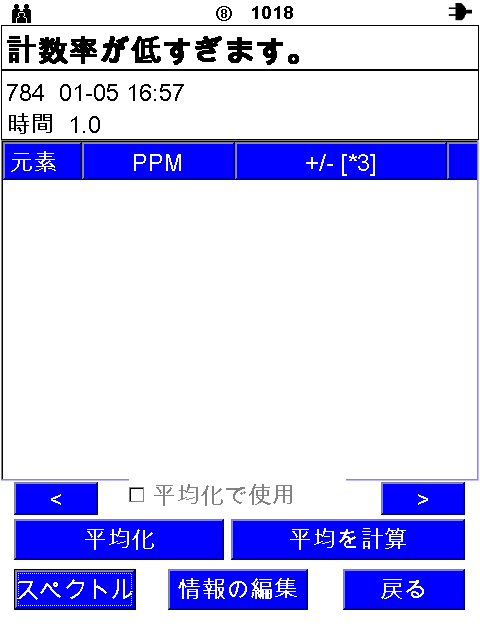 ⑧ 1018
計数率が低すぎます。
784 01-05 16:57
時間 1.0
元素 PPM +/- [*3]
< 平均化で使用 >
平均化 平均を計算
スペクトル 情報の編集 戻る